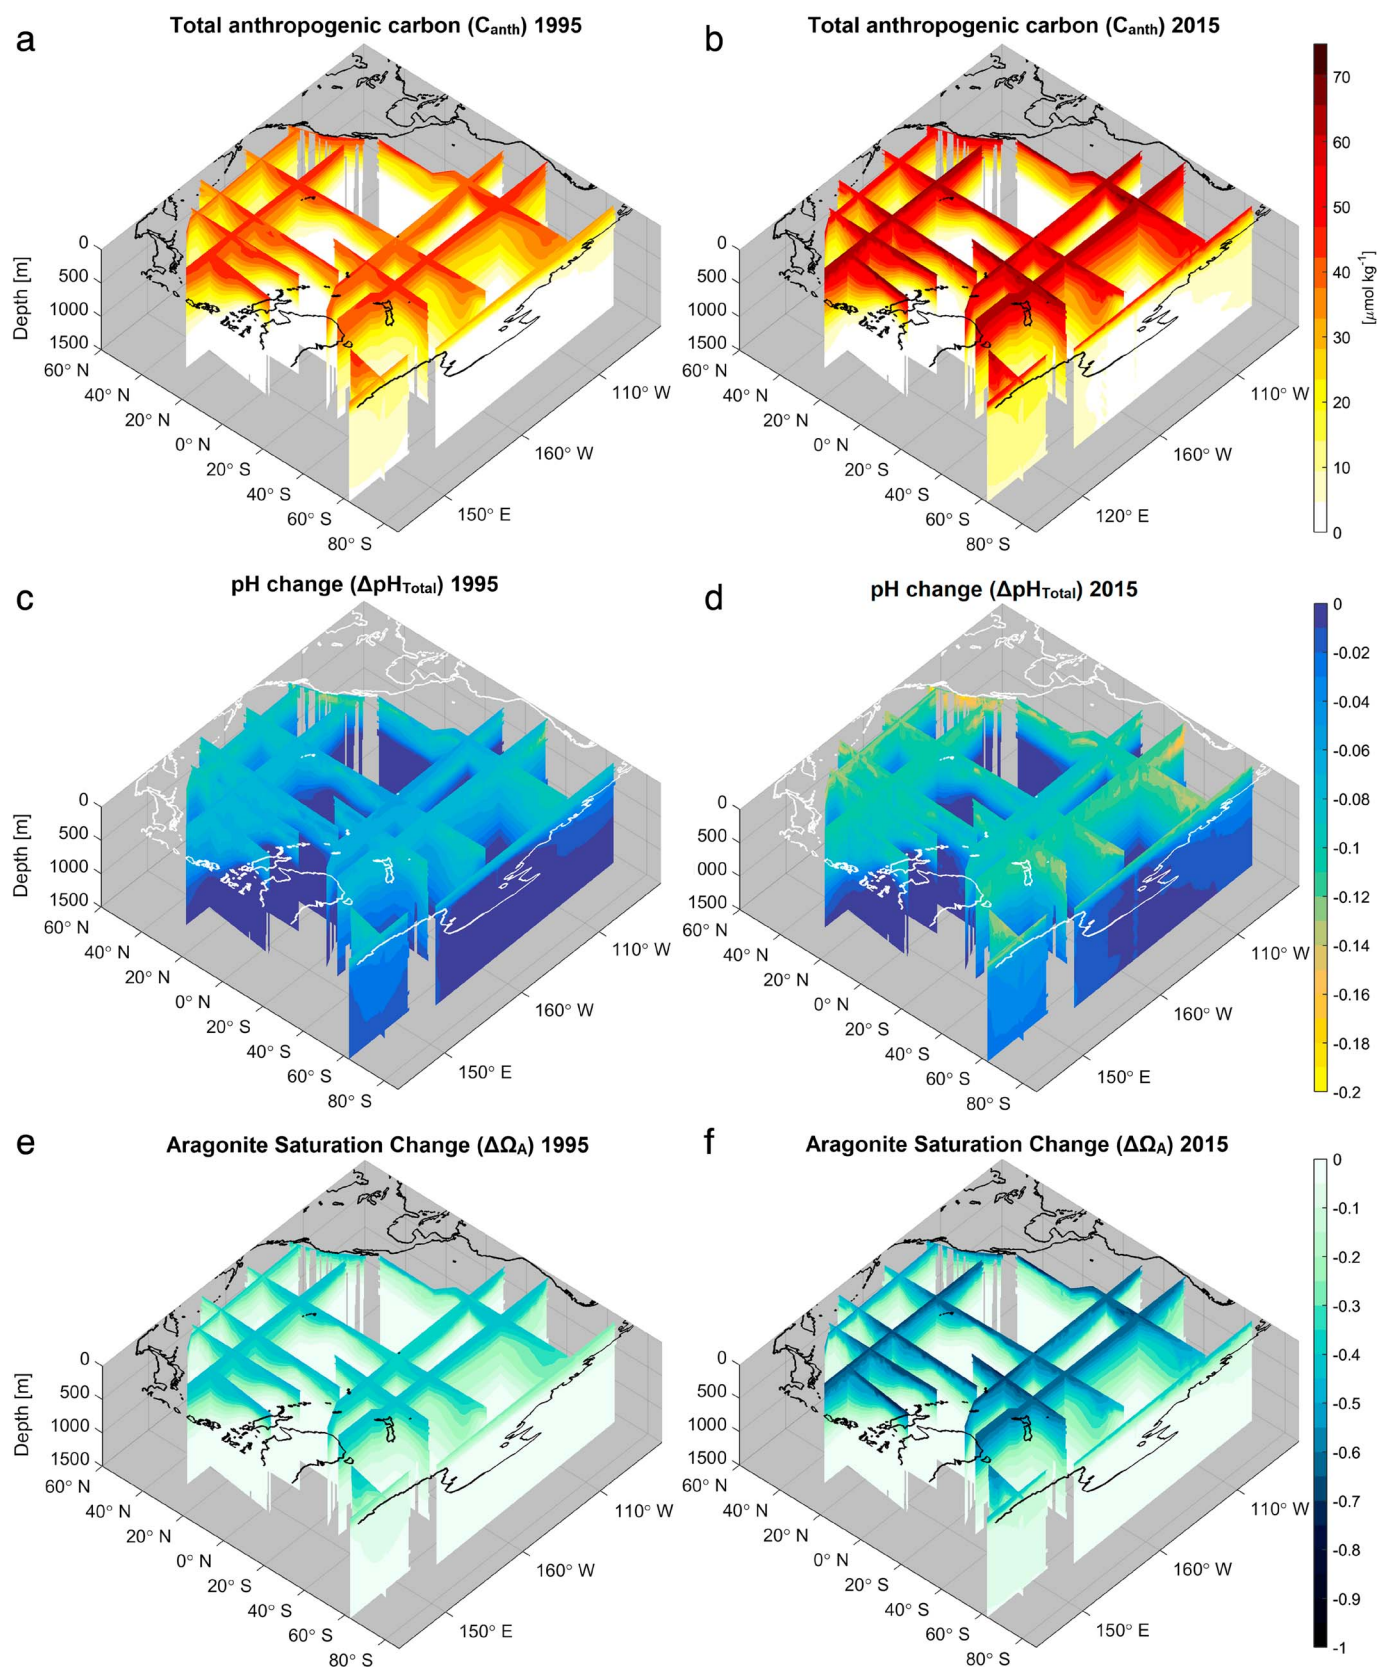 a
Total anthropogenic carbon (Canth) 1995
Depth [m]
0
500
1000
1500
60° N
40° N
20° N
0° N
20° S
40° S
60° S
80° S
150° E
160° W
110° W
b
Total anthropogenic carbon (Canth) 2015
0
500
1000
1500
60° N
40° N
20° N
0° N
20° S
40° S
60° S
80° S
120° E
160° W
110° W
70
60
50
40
30
20
10
0
[μmol kg-1]
c
pH change (ΔpHTotal) 1995
Depth [m]
0
500
1000
1500
60° N
40° N
20° N
0° N
20° S
40° S
60° S
80° S
150° E
160° W
110° W
d
pH change (ΔpHTotal) 2015
0
500
000
1500
60° N
40° N
20° N
0° N
20° S
40° S
60° S
80° S
150° E
160° W
110° W
0
-0.02
-0.04
-0.06
-0.08
-0.1
-0.12
-0.14
-0.16
-0.18
-0.2
e
Aragonite Saturation Change (ΔΩA) 1995
Depth [m]
0
500
1000
1500
60° N
40° N
20° N
0° N
20° S
40° S
60° S
80° S
150° E
160° W
110° W
f
Aragonite Saturation Change (ΔΩA) 2015
0
500
1000
1500
60° N
40° N
20° N
0° N
20° S
40° S
60° S
80° S
150° E
160° W
110° W
0
-0.1
-0.2
-0.3
-0.4
-0.5
-0.6
-0.7
-0.8
-0.9
-1